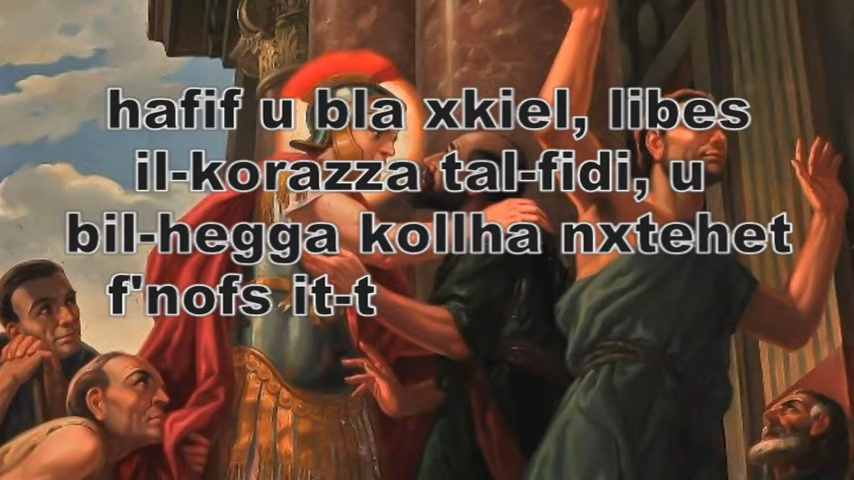 hafif u bla xkiel, libes
il-korazza tal-fidi, u
bil-hegga kollha nxtehet
f'nofs it-t